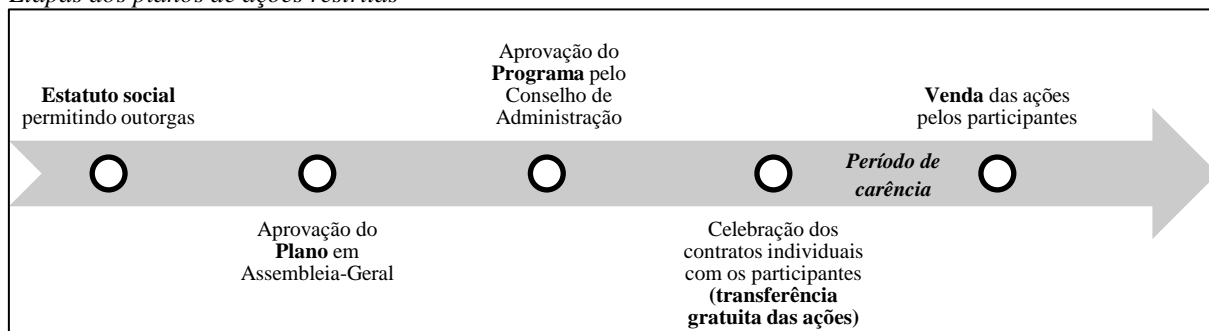 Etapas dos planos de ações restritas
Estatuto social
permitindo outorgas
Aprovação do
Plano em
Assembleia-Geral
Aprovação do
Programa pelo
Conselho de
Administração
Celebração dos
contratos individuais
com os participantes
(transferência
gratuita das ações)
Período de
carência
Venda das ações
pelos participantes